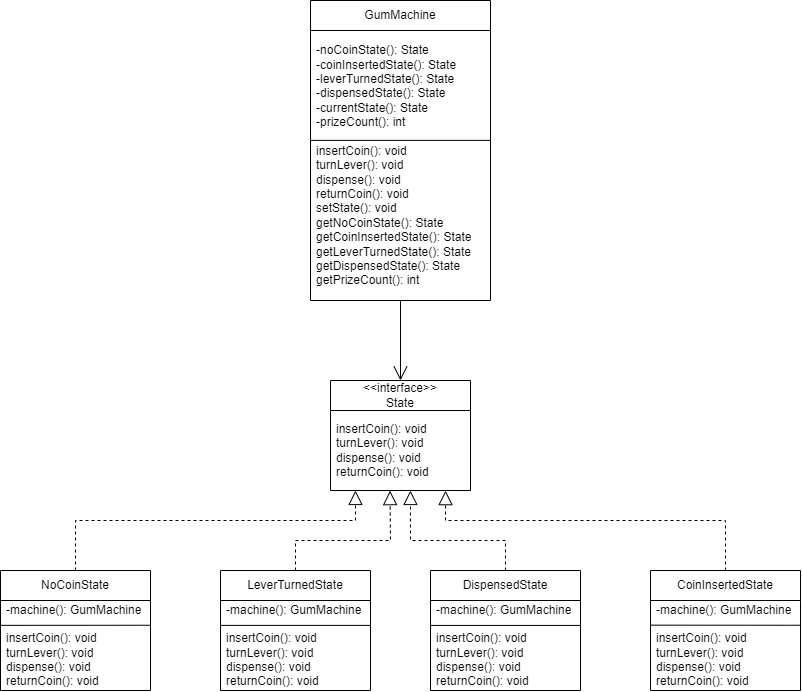 GumMachine
-noCoinState(): State
-coinInsertedState(): State
-leverTurnedState(): State
-dispensedState(): State
-currentState(): State
-prizeCount(): int
insertCoin(): void
turnLever(): void
dispense(): void
returnCoin(): void
setState(): void
getNoCoinState(): State
getCoinInsertedState(): State
getLeverTurnedState(): State
getDispensedState(): State
getPrizeCount(): int
<<interface>>
State
insertCoin(): void
turnLever(): void
dispense(): void
returnCoin(): void
NoCoinState
-machine(): GumMachine
insertCoin(): void
turnLever(): void
dispense(): void
returnCoin(): void
LeverTurnedState
-machine(): GumMachine
insertCoin(): void
turnLever(): void
dispense(): void
returnCoin(): void
DispensedState
-machine(): GumMachine
insertCoin(): void
turnLever(): void
dispense(): void
returnCoin(): void
CoinInsertedState
-machine(): GumMachine
insertCoin(): void
turnLever(): void
dispense(): void
returnCoin(): void